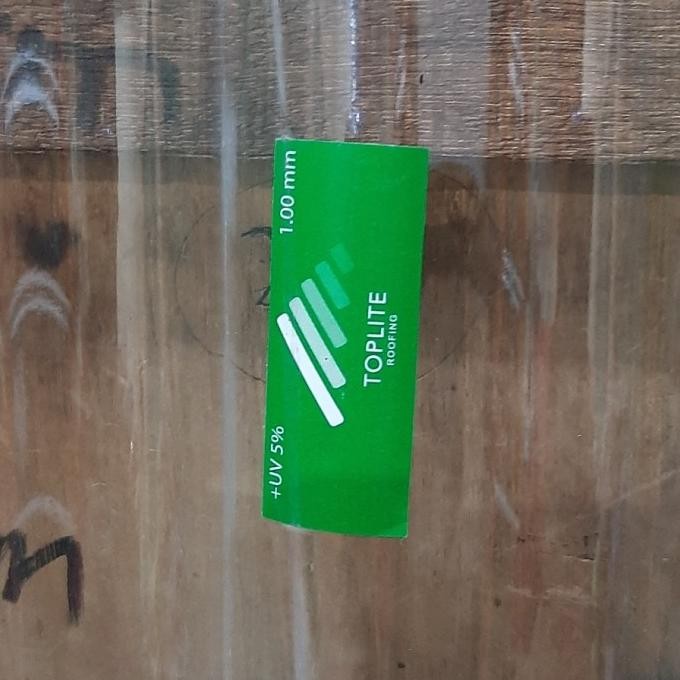 +UV 5%
1.00 mm
TOPLITE
ROOFING